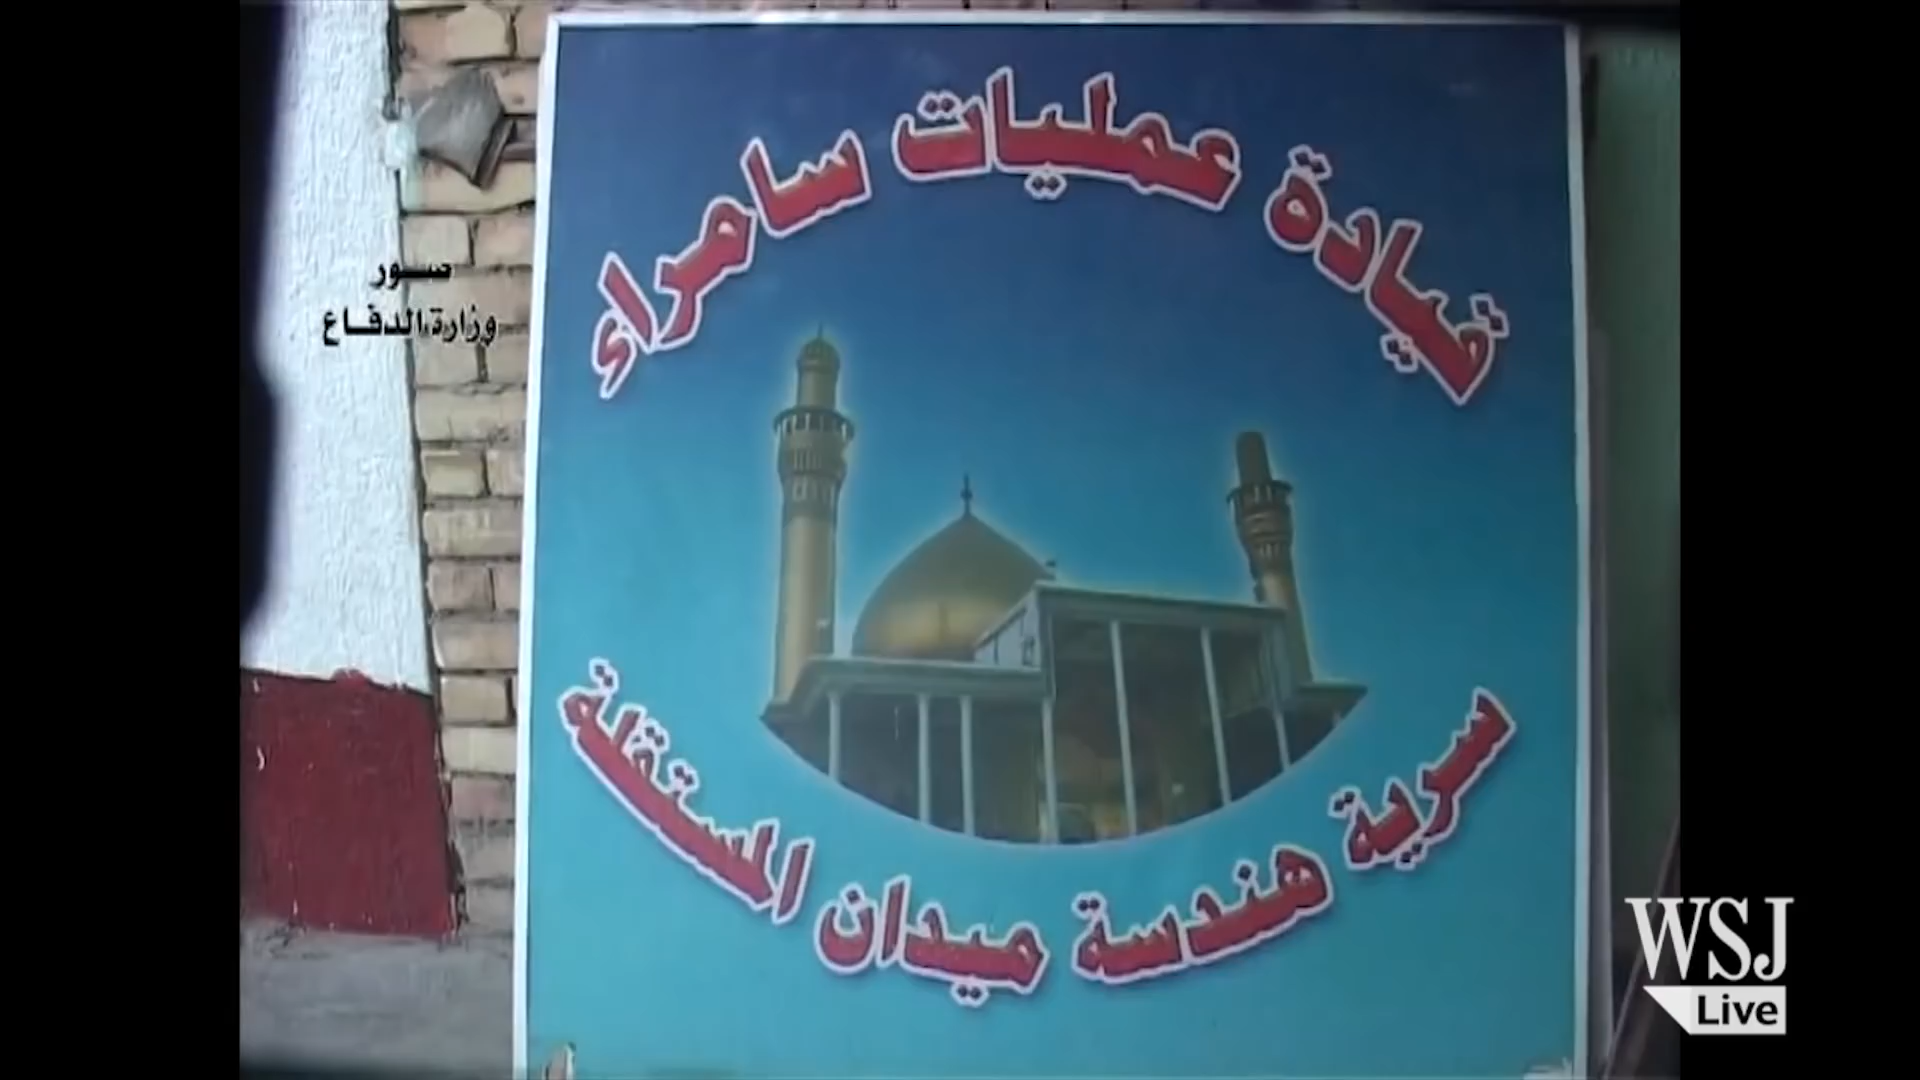 قيادة عمليات سامراء
صور
وزارة الدفاع
سرية هندسة ميدان المستقلة
WSJ
Live